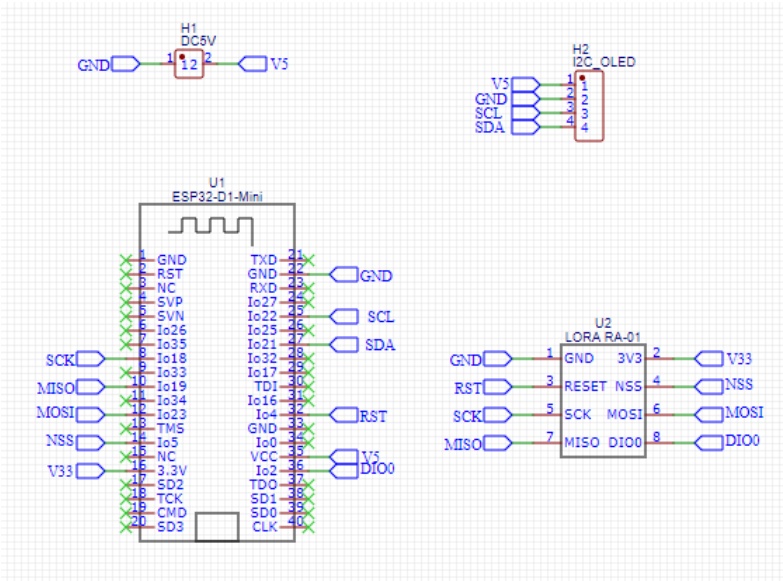 H1
DC5V
GND 1 12 2 V5
H2
I2C_OLED
V5 1 1
GND 2 2
SCL 3 3
SDA 4 4
U1
ESP32-D1-Mini
1 GND TXD 21
2 RST GND 22 GND
3 NC RXD 23
4 SVP Io27 24
5 SVN Io22 25 SCL
6 Io26 Io25 26
7 Io35 Io21 27 SDA
SCK 8 Io18 Io32 28
9 Io33 Io17 29
MISO 10 Io19 TDI 30
11 Io34 Io16 31
MOSI 12 Io23 Io4 32 RST
13 TMS GND 33
NSS 14 Io5 Io0 34
15 NC VCC 35 V5
V33 16 3.3V Io2 36 DIO0
17 SD2 TDO 37
18 TCK SD1 38
19 CMD SD0 39
20 SD3 CLK 40
U2
LORA RA-01
GND 1 GND 3V3 2 V33
RST 3 RESET NSS 4 NSS
SCK 5 SCK MOSI 6 MOSI
MISO 7 MISO DIO0 8 DIO0